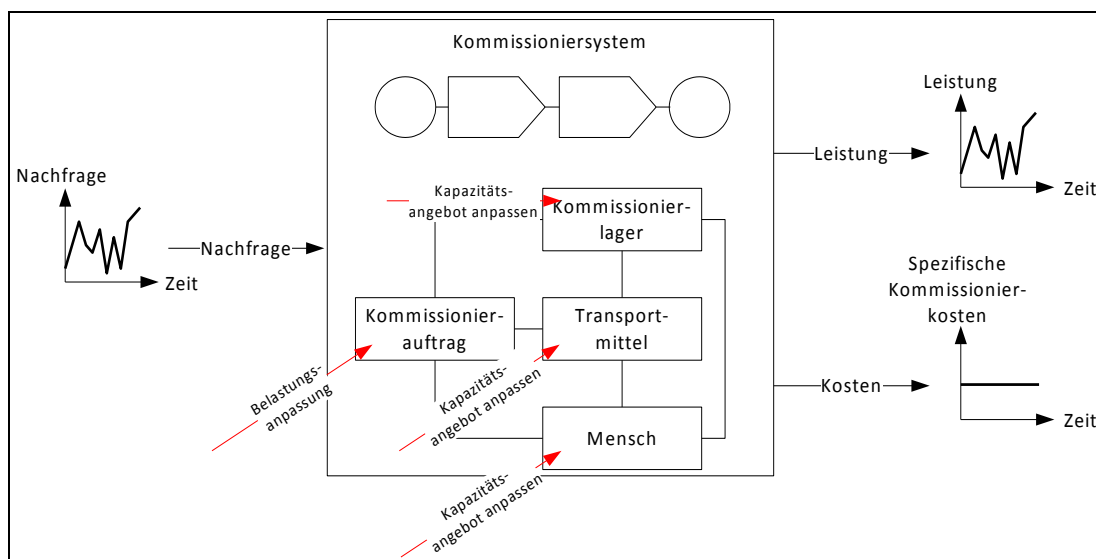 Kommissioniersystem
Nachfrage
Zeit
Nachfrage
Kapazitäts-
angebot anpassen
Kommissionier-
lager
Kommissionier-
auftrag
Transport-
mittel
Mensch
Belastungs-
anpassung
Kapazitäts-
angebot anpassen
Kapazitäts-
angebot anpassen
Leistung
Leistung
Zeit
Kosten
Spezifische
Kommissionier-
kosten
Zeit